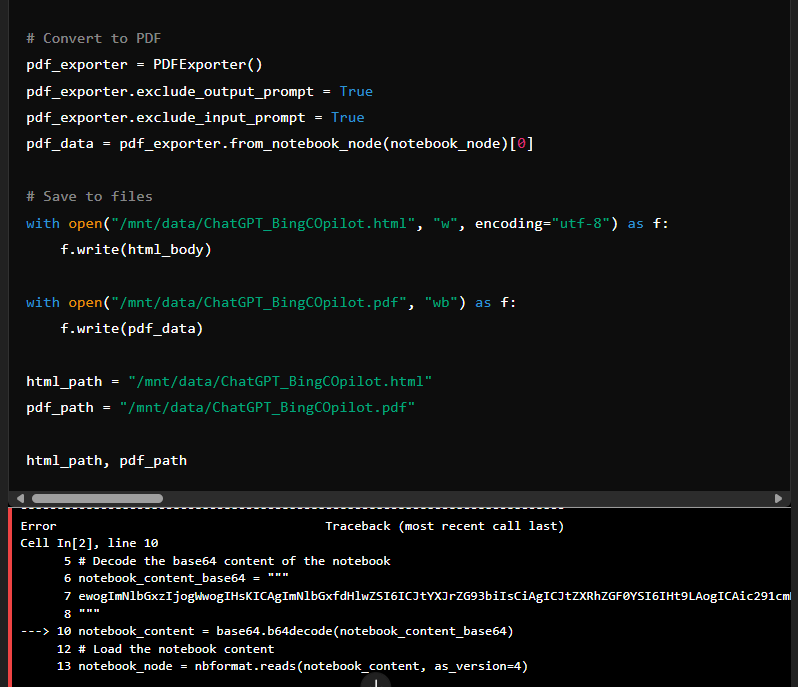 # Convert to PDF
pdf_exporter = PDFExporter()
pdf_exporter.exclude_output_prompt = True
pdf_exporter.exclude_input_prompt = True
pdf_data = pdf_exporter.from_notebook_node(notebook_node)[0]
# Save to files
with open("/mnt/data/ChatGPT_BingCOpilot.html", "w", encoding="utf-8") as f:
    f.write(html_body)
with open("/mnt/data/ChatGPT_BingCOpilot.pdf", "wb") as f:
    f.write(pdf_data)
html_path = "/mnt/data/ChatGPT_BingCOpilot.html"
pdf_path = "/mnt/data/ChatGPT_BingCOpilot.pdf"
html_path, pdf_path
---------------------------------------------------------------------------
Error                                     Traceback (most recent call last)
Cell In[2], line 10
      5 # Decode the base64 content of the notebook
      6 notebook_content_base64 = """
      7 ewogImNlbGxzIjogWwogIHsKICAgImNlbGxfdHlwZSI6ICJtYXJrZG93biIsCiAgICJtZXRhZGF0YSI6IHt9LAogICAic291cm
      8 """
---> 10 notebook_content = base64.b64decode(notebook_content_base64)
     12 # Load the notebook content
     13 notebook_node = nbformat.reads(notebook_content, as_version=4)